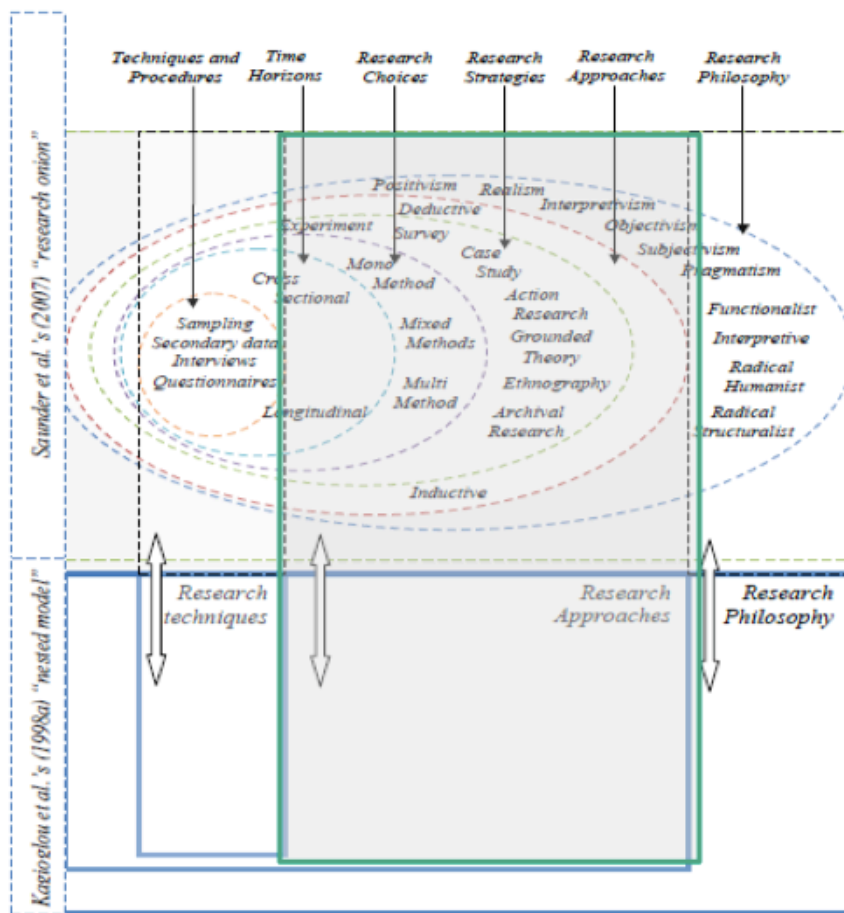 Techniques and
Procedures
Time
Horizons
Research
Choices
Research
Strategies
Research
Approaches
Research
Philosophy
Saunder et al.'s (2007) "research onion"
Positivism
Realism
Interpretivism
Objectivism
Subjectivism
Pragmatism
Deductive
Experiment
Survey
Case
Study
Mono
Method
Cross
Sectional
Action
Research
Grounded
Theory
Ethnography
Archival
Research
Mixed
Methods
Multi
Method
Sampling
Secondary data
Interviews
Questionnaires
Longitudinal
Functionalist
Interpretive
Radical
Humanist
Radical
Structuralist
Inductive
Kagioglou et al.'s (1998a) "nested model"
Research
techniques
Research
Approaches
Research
Philosophy